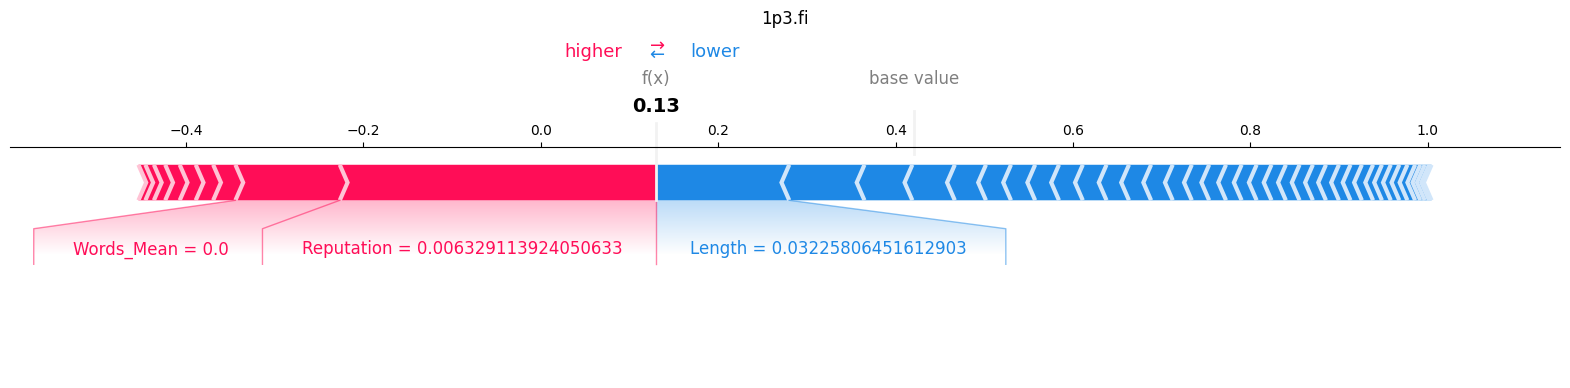 1p3.fi
higher → ← lower
f(x) base value
0.13
−0.4 −0.2 0.0 0.2 0.4 0.6 0.8 1.0
Words_Mean = 0.0 Reputation = 0.006329113924050633 Length = 0.03225806451612903